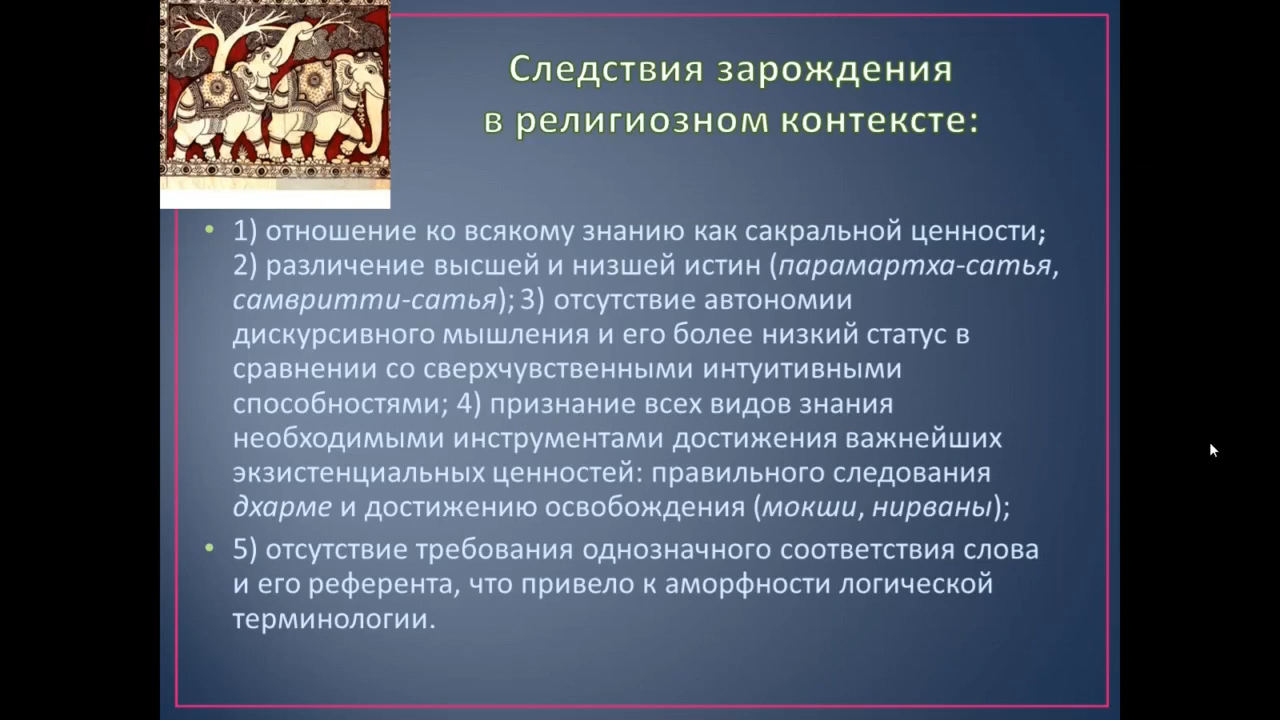 Следствия зарождения
в религиозном контексте:
• 1) отношение ко всякому знанию как сакральной ценности;
2) различение высшей и низшей истин (парамартха-сатья,
самвритти-сатья); 3) отсутствие автономии
дискурсивного мышления и его более низкий статус в
сравнении со сверхчувственными интуитивными
способностями; 4) признание всех видов знания
необходимыми инструментами достижения важнейших
экзистенциальных ценностей: правильного следования
дхарме и достижению освобождения (мокши, нирваны);
• 5) отсутствие требования однозначного соответствия слова
и его референта, что привело к аморфности логической
терминологии.